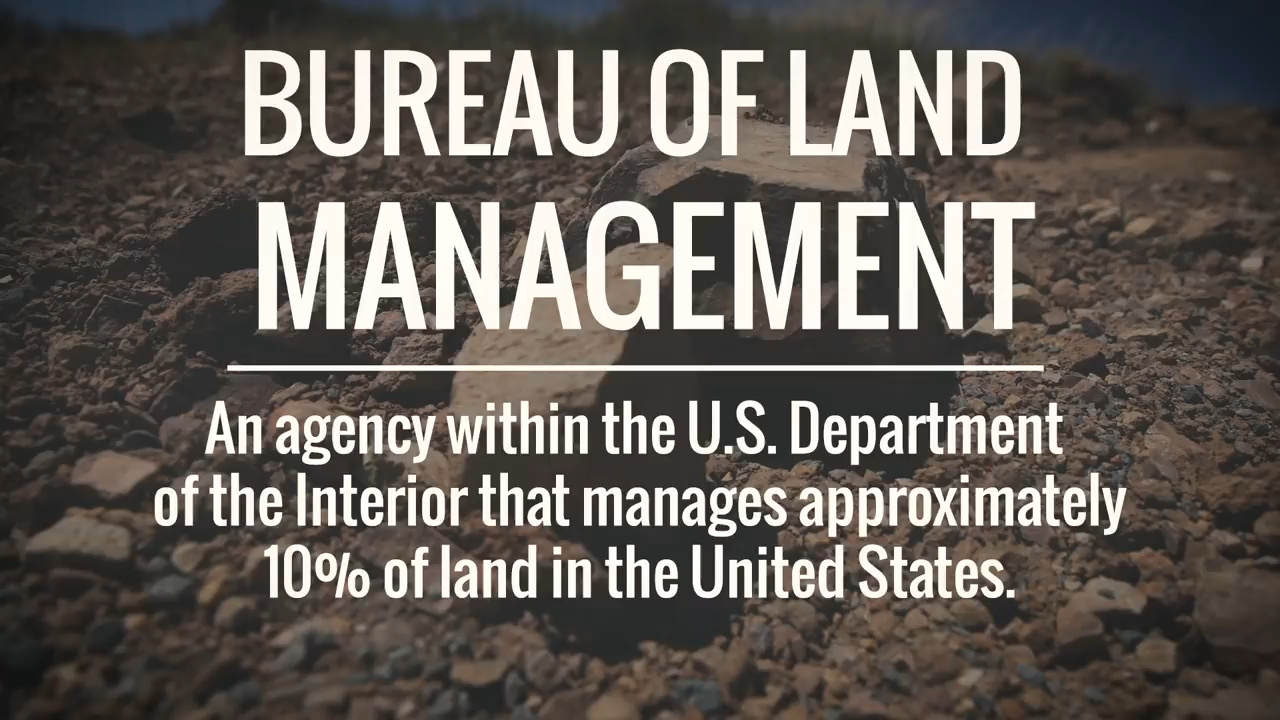 BUREAU OF LAND
MANAGEMENT
An agency within the U.S. Department
of the Interior that manages approximately
10% of land in the United States.